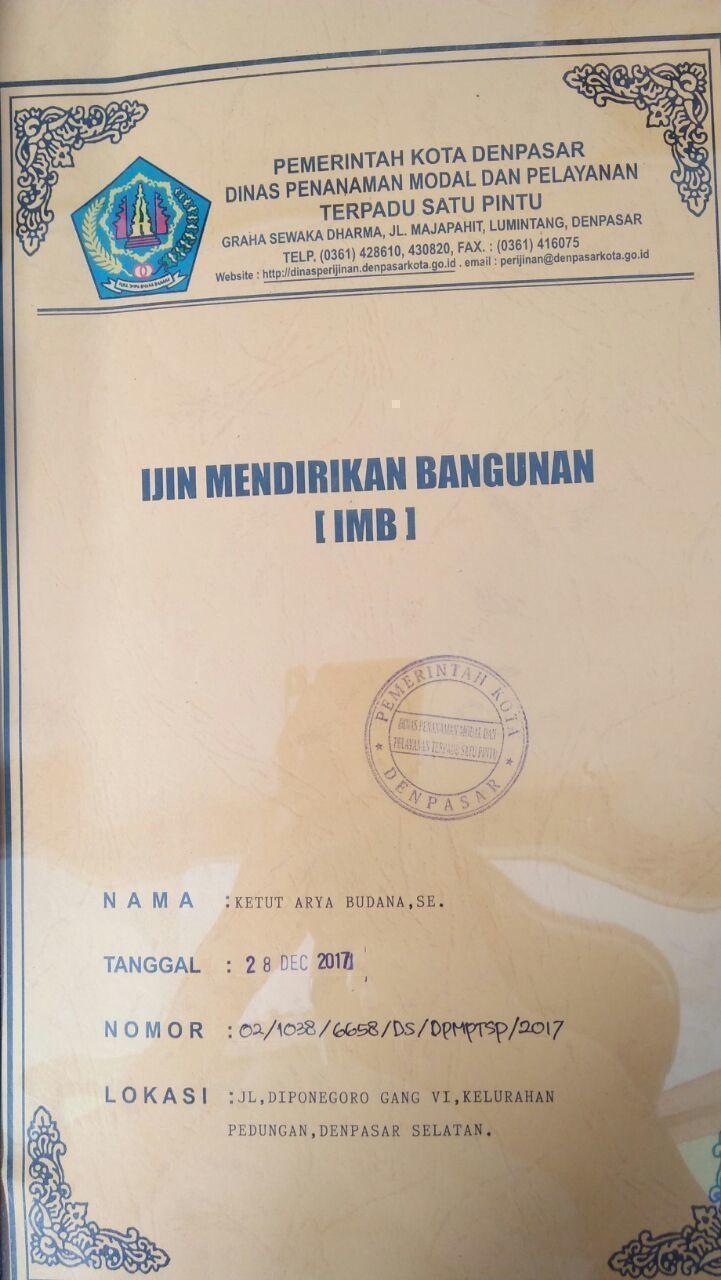 PEMERINTAH KOTA DENPASAR
DINAS PENANAMAN MODAL DAN PELAYANAN
TERPADU SATU PINTU
GRAHA SEWAKA DHARMA, JL. MAJAPAHIT, LUMINTANG, DENPASAR
TELP. (0361) 428610, 430820, FAX. : (0361) 416075
Website : http://dinasperijinan.denpasarkota.go.id . email : perijinan@denpasarkota.go.id
IJIN MENDIRIKAN BANGUNAN
[ IMB ]
PEMERINTAH KOTA
DINAS PENANAMAN MODAL DAN
PELAYANAN TERPADU SATU PINTU
DENPASAR
NAMA :KETUT ARYA BUDANA,SE.
TANGGAL : 28 DEC 2017
NOMOR :02/1038/6658/DS/DPMPTSP/2017
LOKASI :JL,DIPONEGORO GANG VI,KELURAHAN
PEDUNGAN,DENPASAR SELATAN.